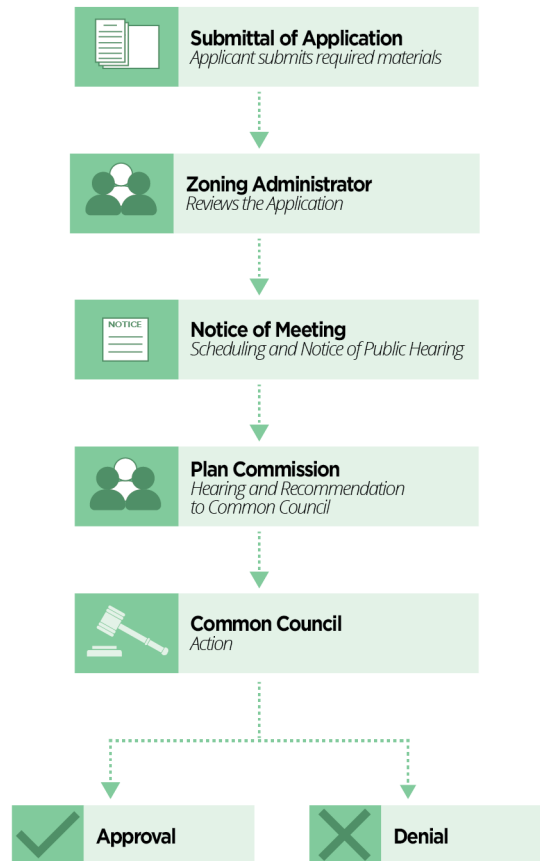 Submittal of Application
Applicant submits required materials
Zoning Administrator
Reviews the Application
NOTICE
Notice of Meeting
Scheduling and Notice of Public Hearing
Plan Commission
Hearing and Recommendation
to Common Council
Common Council
Action
Approval
Denial